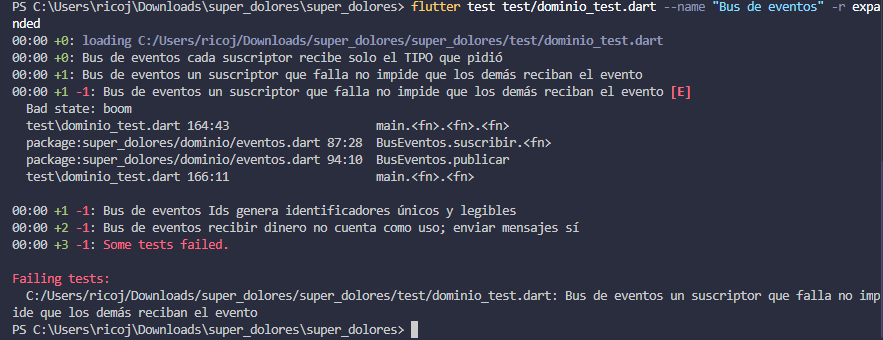 PS C:\Users\ricoj\Downloads\super_dolores\super_dolores> flutter test test/dominio_test.dart --name "Bus de eventos" -r expa
nded
00:00 +0: loading C:/Users/ricoj/Downloads/super_dolores/super_dolores/test/dominio_test.dart
00:00 +0: Bus de eventos cada suscriptor recibe solo el TIPO que pidió
00:00 +1: Bus de eventos un suscriptor que falla no impide que los demás reciban el evento
00:00 +1 -1: Bus de eventos un suscriptor que falla no impide que los demás reciban el evento [E]
  Bad state: boom
  test\dominio_test.dart 164:43                    main.<fn>.<fn>.<fn>
  package:super_dolores/dominio/eventos.dart 87:28  BusEventos.suscribir.<fn>
  package:super_dolores/dominio/eventos.dart 94:10  BusEventos.publicar
  test\dominio_test.dart 166:11                    main.<fn>.<fn>
00:00 +1 -1: Bus de eventos Ids genera identificadores únicos y legibles
00:00 +2 -1: Bus de eventos recibir dinero no cuenta como uso; enviar mensajes sí
00:00 +3 -1: Some tests failed.
Failing tests:
  C:/Users/ricoj/Downloads/super_dolores/super_dolores/test/dominio_test.dart: Bus de eventos un suscriptor que falla no imp
ide que los demás reciban el evento
PS C:\Users\ricoj\Downloads\super_dolores\super_dolores>